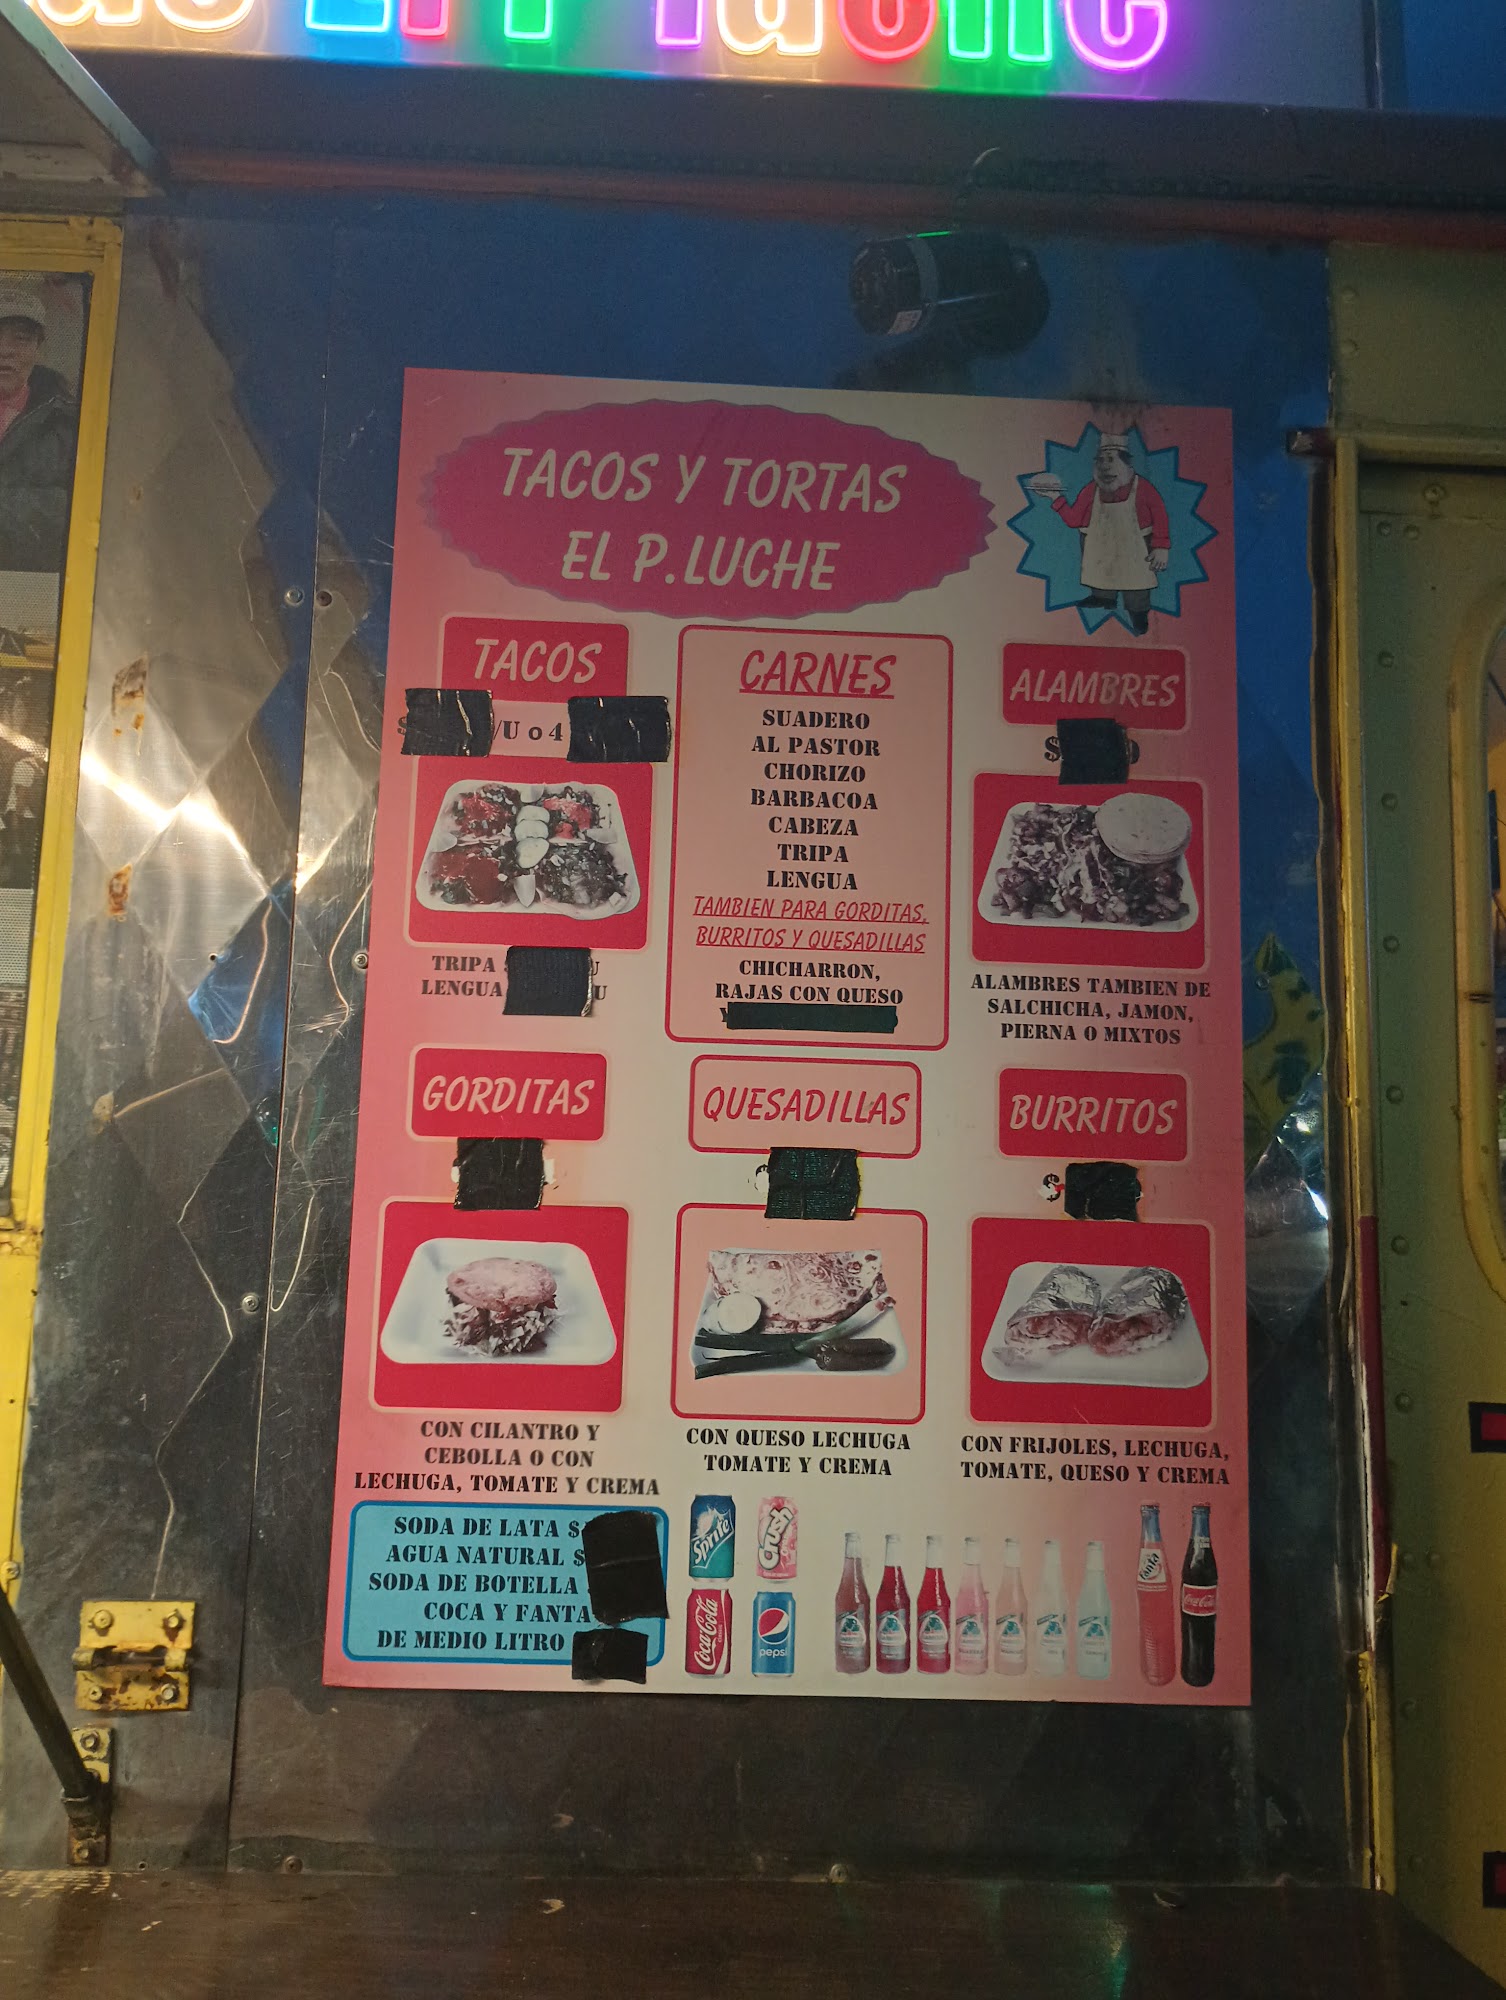 El P luche
TACOS Y TORTAS
EL P.LUCHE
TACOS
/U o 4
TRIPA U
LENGUA U
CARNES
SUADERO
AL PASTOR
CHORIZO
BARBACOA
CABEZA
TRIPA
LENGUA
TAMBIEN PARA GORDITAS,
BURRITOS Y QUESADILLAS
CHICHARRON,
RAJAS CON QUESO
Y
ALAMBRES
$
ALAMBRES TAMBIEN DE
SALCHICHA, JAMON,
PIERNA O MIXTOS
GORDITAS
CON CILANTRO Y
CEBOLLA O CON
LECHUGA, TOMATE Y CREMA
QUESADILLAS
CON QUESO LECHUGA
TOMATE Y CREMA
BURRITOS
$
CON FRIJOLES, LECHUGA,
TOMATE, QUESO Y CREMA
SODA DE LATA $
AGUA NATURAL $
SODA DE BOTELLA
COCA Y FANTA
DE MEDIO LITRO
Sprite
Crush
Coca-Cola
pepsi
Fanta
Coca-Cola